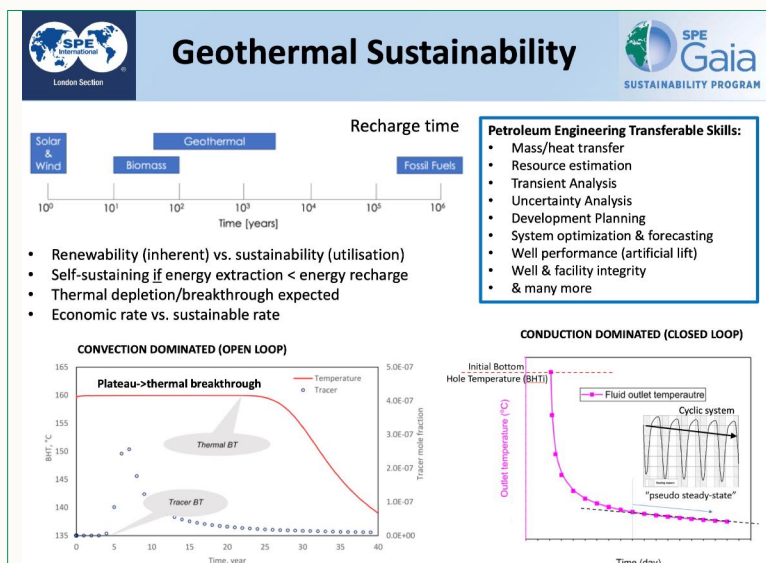 SPE
International
London Section
Geothermal Sustainability
SPE
Gaia
SUSTAINABILITY PROGRAM
Recharge time
Solar
&
Wind
Geothermal
Biomass
Fossil Fuels
10⁰ 10¹ 10² 10³ 10⁴ 10⁵ 10⁶
Time [years]
Petroleum Engineering Transferable Skills:
• Mass/heat transfer
• Resource estimation
• Transient Analysis
• Uncertainty Analysis
• Development Planning
• System optimization & forecasting
• Well performance (artificial lift)
• Well & facility integrity
• & many more
• Renewability (inherent) vs. sustainability (utilisation)
• Self-sustaining if energy extraction < energy recharge
• Thermal depletion/breakthrough expected
• Economic rate vs. sustainable rate
CONVECTION DOMINATED (OPEN LOOP)
Plateau->thermal breakthrough
Temperature
Tracer
Thermal BT
Tracer BT
BHT, °C
165
160
155
150
145
140
135
5.0E-07
4.0E-07
3.0E-07
2.0E-07
1.0E-07
0.0E+00
Tracer mole fraction
0 5 10 15 20 25 30 35 40
Time, year
CONDUCTION DOMINATED (CLOSED LOOP)
Initial Bottom
Hole Temperature (BHTi)
Fluid outlet temperautre
Cyclic system
"pseudo steady-state"
Outlet temperature (°C)
Time (day)